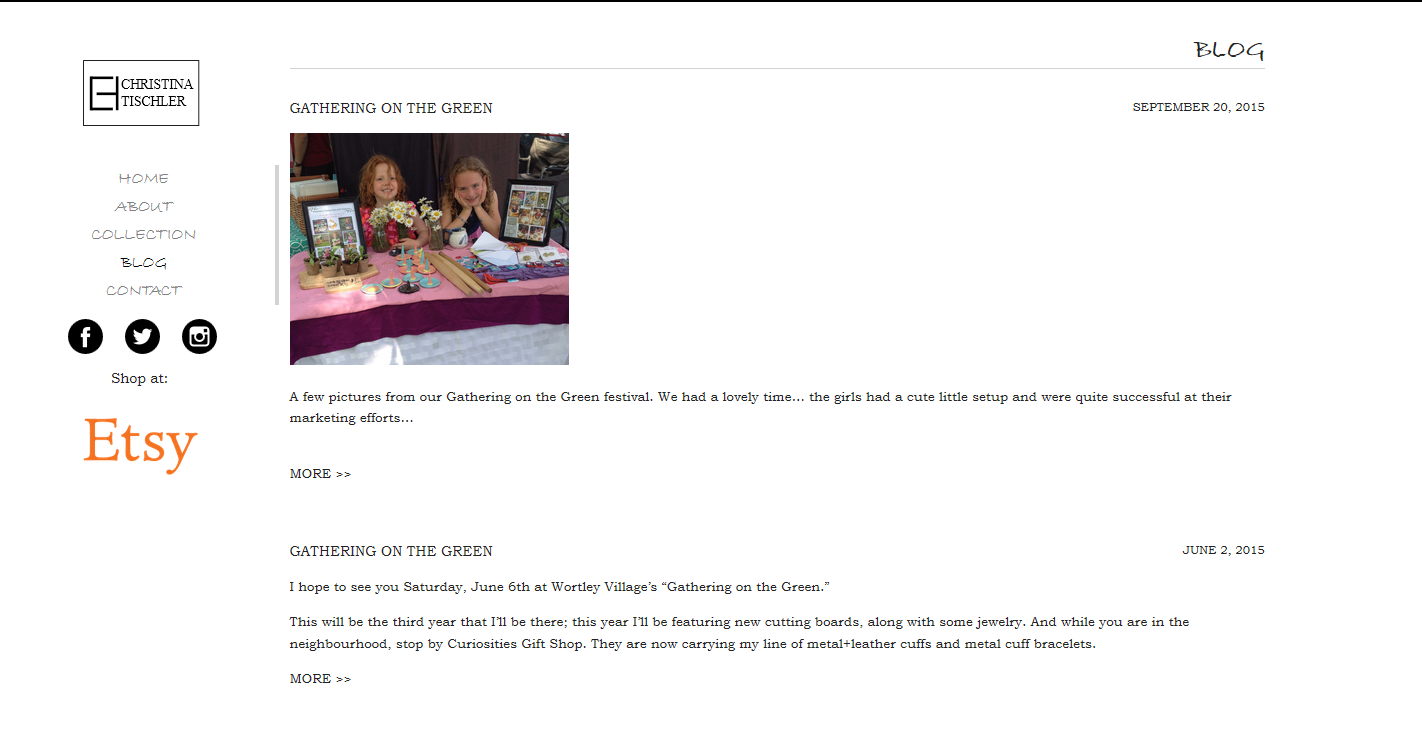 BLOG
CHRISTINA
TISCHLER
HOME
ABOUT
COLLECTION
BLOG
CONTACT
Shop at:
Etsy
GATHERING ON THE GREEN
SEPTEMBER 20, 2015
A few pictures from our Gathering on the Green festival. We had a lovely time… the girls had a cute little setup and were quite successful at their
marketing efforts…
MORE >>
GATHERING ON THE GREEN
JUNE 2, 2015
I hope to see you Saturday, June 6th at Wortley Village’s “Gathering on the Green.”
This will be the third year that I’ll be there; this year I’ll be featuring new cutting boards, along with some jewelry. And while you are in the
neighbourhood, stop by Curiosities Gift Shop. They are now carrying my line of metal+leather cuffs and metal cuff bracelets.
MORE >>